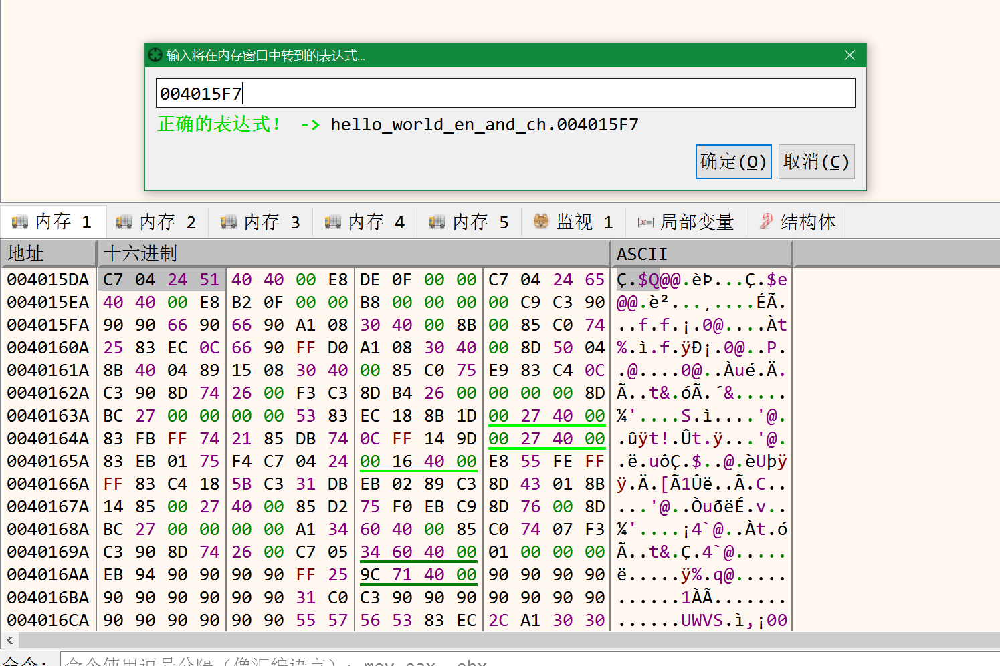 输入将在内存窗口中转到的表达式...
004015F7
正确的表达式! -> hello_world_en_and_ch.004015F7
确定(O) 取消(C)
内存 1 内存 2 内存 3 内存 4 内存 5 监视 1 [x=] 局部变量 结构体
地址 十六进制 ASCII
004015DA C7 04 24 51 40 40 00 E8 DE 0F 00 00 C7 04 24 65 Ç.$Q@@.èÞ...Ç.$e
004015EA 40 40 00 E8 B2 0F 00 00 B8 00 00 00 00 C9 C3 90 @@.è²...¸....ÉÃ.
004015FA 90 90 66 90 66 90 A1 08 30 40 00 8B 00 85 C0 74 ..f.f.¡.0@....Àt
0040160A 25 83 EC 0C 66 90 FF D0 A1 08 30 40 00 8D 50 04 %.ì.f.ÿÐ¡.0@..P.
0040161A 8B 40 04 89 15 08 30 40 00 85 C0 75 E9 83 C4 0C .@....0@..Àué.Ä.
0040162A C3 90 8D 74 26 00 F3 C3 8D B4 26 00 00 00 00 8D Ã..t&.óÃ.´&.....
0040163A BC 27 00 00 00 00 53 83 EC 18 8B 1D 00 27 40 00 ¼'....S.ì....'@.
0040164A 83 FB FF 74 21 85 DB 74 0C FF 14 9D 00 27 40 00 .ûÿt!.Ût.ÿ...'@.
0040165A 83 EB 01 75 F4 C7 04 24 00 16 40 00 E8 55 FE FF .ë.uôÇ.$..@.èUþÿ
0040166A FF 83 C4 18 5B C3 31 DB EB 02 89 C3 8D 43 01 8B ÿ.Ä.[Ã1Ûë..Ã.C..
0040167A 14 85 00 27 40 00 85 D2 75 F0 EB C9 8D 76 00 8D ...'@..ÒuðëÉ.v..
0040168A BC 27 00 00 00 00 A1 34 60 40 00 85 C0 74 07 F3 ¼'....¡4`@..Àt.ó
0040169A C3 90 8D 74 26 00 C7 05 34 60 40 00 01 00 00 00 Ã..t&.Ç.4`@.....
004016AA EB 94 90 90 90 90 FF 25 9C 71 40 00 90 90 90 90 ë.....ÿ%.q@.....
004016BA 90 90 90 90 90 90 31 C0 C3 90 90 90 90 90 90 90 ......1ÀÃ.......
004016CA 90 90 90 90 90 90 55 57 56 53 83 EC 2C A1 30 30 ......UWVS.ì,¡00
命令: 命令使用逗号分隔（像汇编语言）: mov eax, ebx